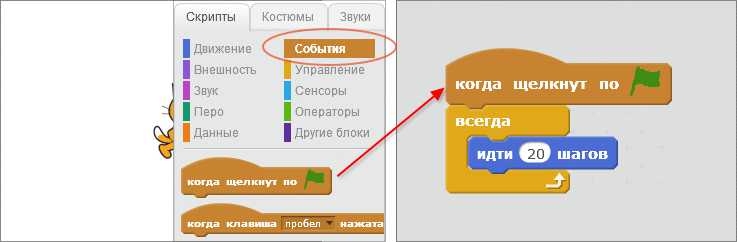 Скрипты Костюмы Звуки
Движение События
Внешность Управление
Звук Сенсоры
Перо Операторы
Данные Другие блоки
когда щелкнут по
когда клавиша пробел нажата
когда щелкнут по
всегда
идти 20 шагов